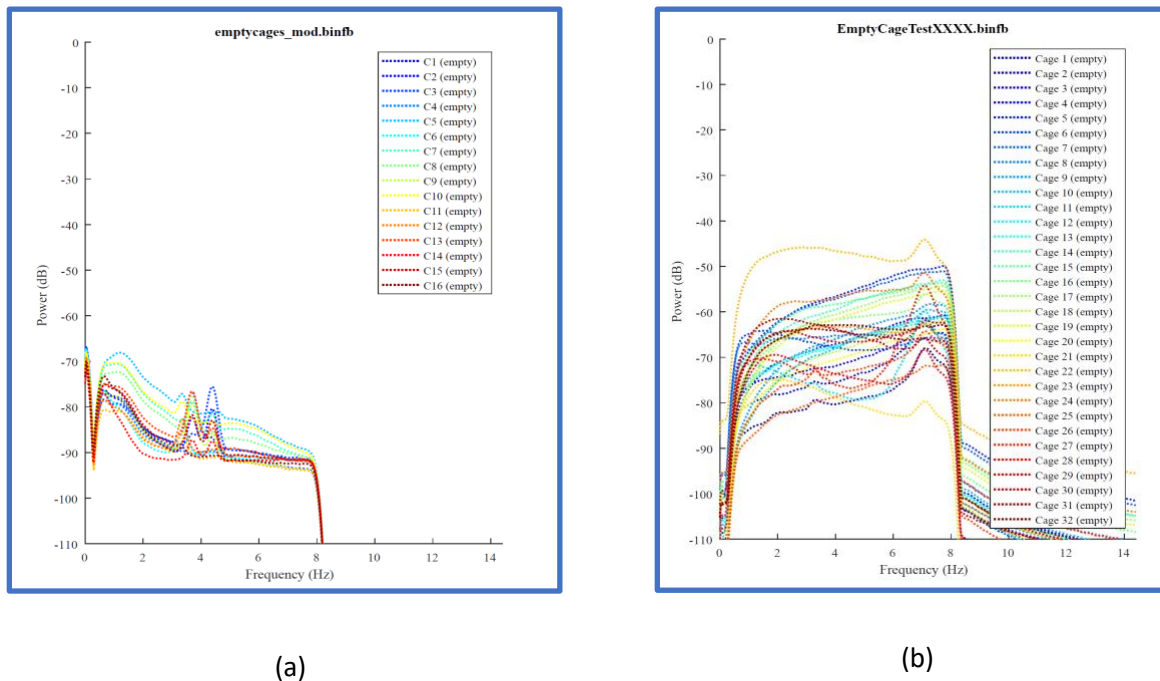 emptycages_mod.binfb
0
-10
-20
-30
-40
-50
-60
-70
-80
-90
-100
-110
Power (dB)
0 2 4 6 8 10 12 14
Frequency (Hz)
C1 (empty)
C2 (empty)
C3 (empty)
C4 (empty)
C5 (empty)
C6 (empty)
C7 (empty)
C8 (empty)
C9 (empty)
C10 (empty)
C11 (empty)
C12 (empty)
C13 (empty)
C14 (empty)
C15 (empty)
C16 (empty)
(a)
EmptyCageTestXXXX.binfb
0
-10
-20
-30
-40
-50
-60
-70
-80
-90
-100
-110
Power (dB)
0 2 4 6 8 10 12 14
Frequency (Hz)
Cage 1 (empty)
Cage 2 (empty)
Cage 3 (empty)
Cage 4 (empty)
Cage 5 (empty)
Cage 6 (empty)
Cage 7 (empty)
Cage 8 (empty)
Cage 9 (empty)
Cage 10 (empty)
Cage 11 (empty)
Cage 12 (empty)
Cage 13 (empty)
Cage 14 (empty)
Cage 15 (empty)
Cage 16 (empty)
Cage 17 (empty)
Cage 18 (empty)
Cage 19 (empty)
Cage 20 (empty)
Cage 21 (empty)
Cage 22 (empty)
Cage 23 (empty)
Cage 24 (empty)
Cage 25 (empty)
Cage 26 (empty)
Cage 27 (empty)
Cage 28 (empty)
Cage 29 (empty)
Cage 30 (empty)
Cage 31 (empty)
Cage 32 (empty)
(b)